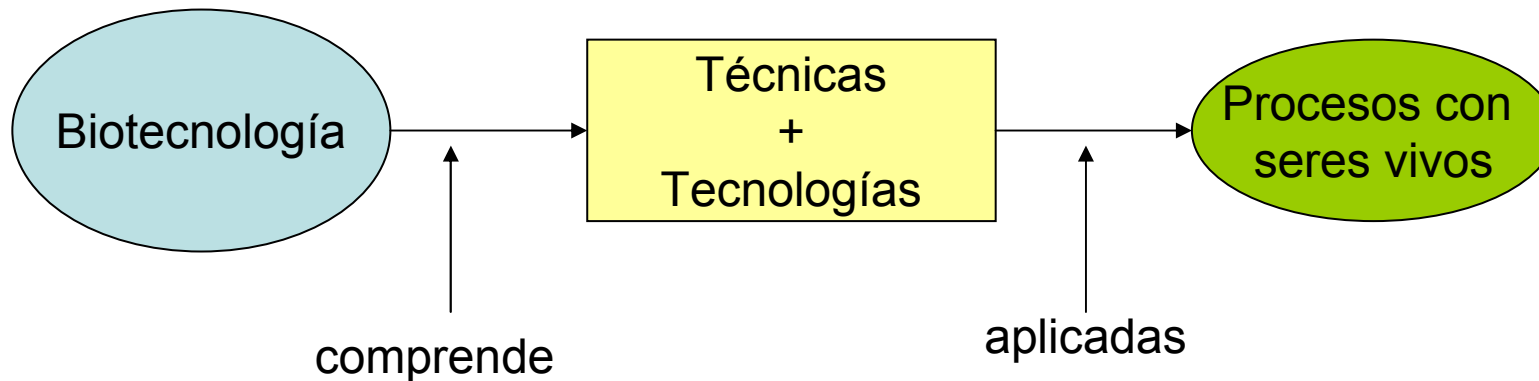 Biotecnología
Técnicas
+
Tecnologías
Procesos con
seres vivos
comprende
aplicadas